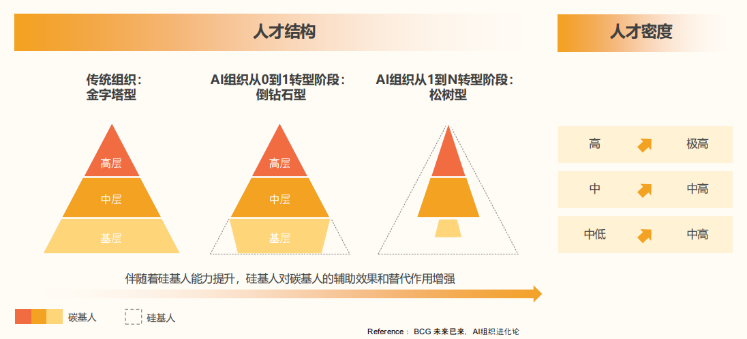 人才结构
人才密度
传统组织：
金字塔型
AI组织从0到1转型阶段：
倒钻石型
AI组织从1到N转型阶段：
松树型
高层
中层
基层
高层
中层
基层
高
极高
中
中高
中低
中高
伴随着硅基人能力提升，硅基人对碳基人的辅助效果和替代作用增强
碳基人
硅基人
Reference： BCG 未来已来，AI组织进化论